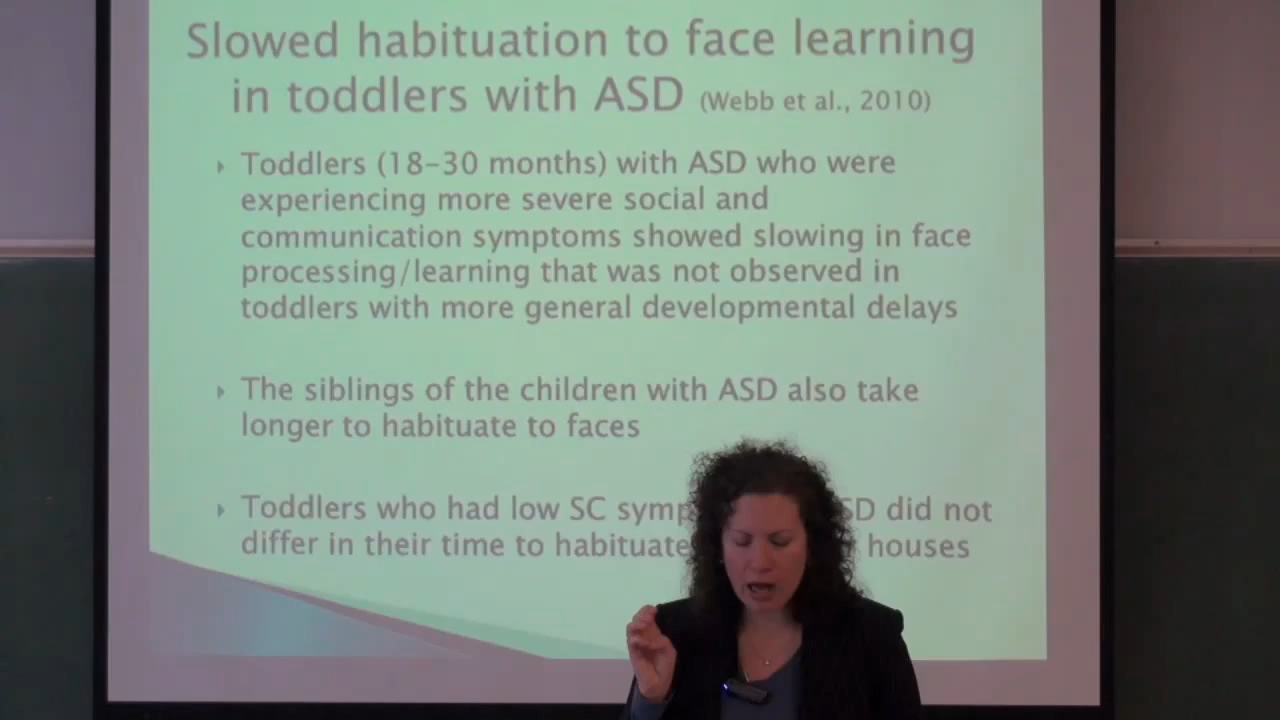 Slowed habituation to face learning
in toddlers with ASD (Webb et al., 2010)
Toddlers (18-30 months) with ASD who were
experiencing more severe social and
communication symptoms showed slowing in face
processing/learning that was not observed in
toddlers with more general developmental delays
The siblings of the children with ASD also take
longer to habituate to faces
Toddlers who had low SC did not
differ in their time to habituate houses